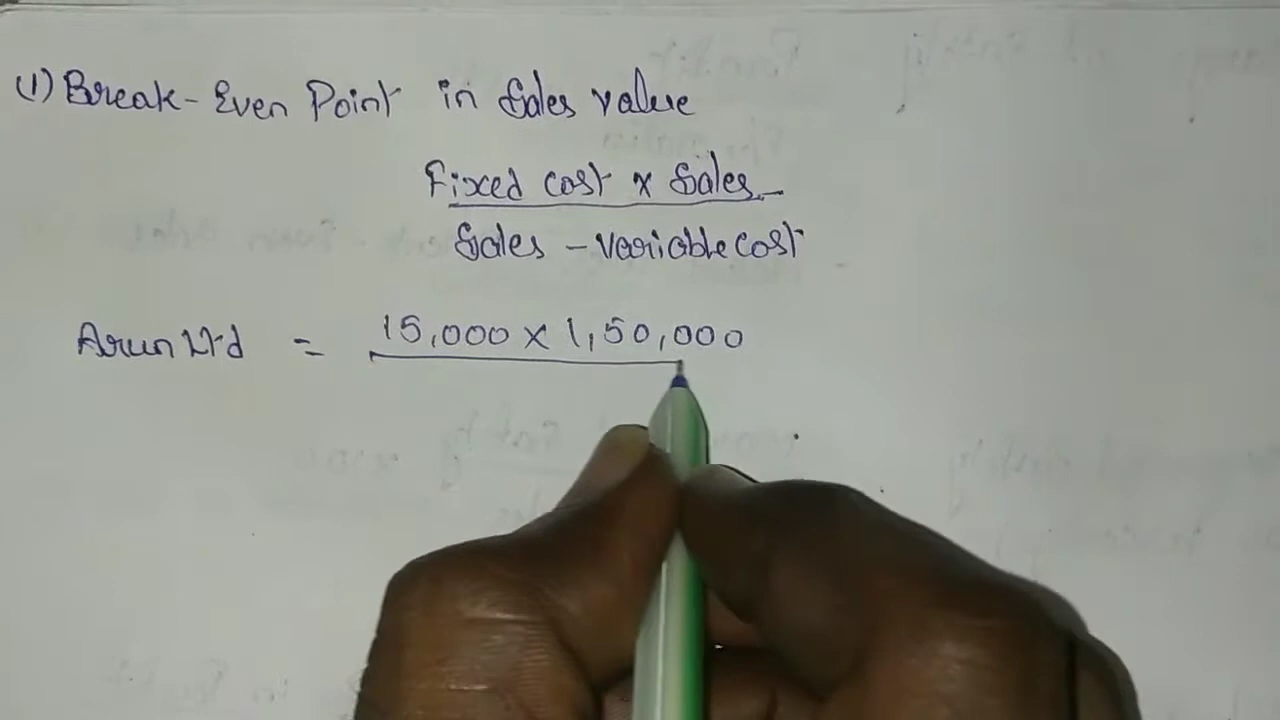 (1) Break-Even Point in Sales value
Fixed cost x Sales
Sales - Variable cost
Arun Ltd = 15,000 x 1,50,000